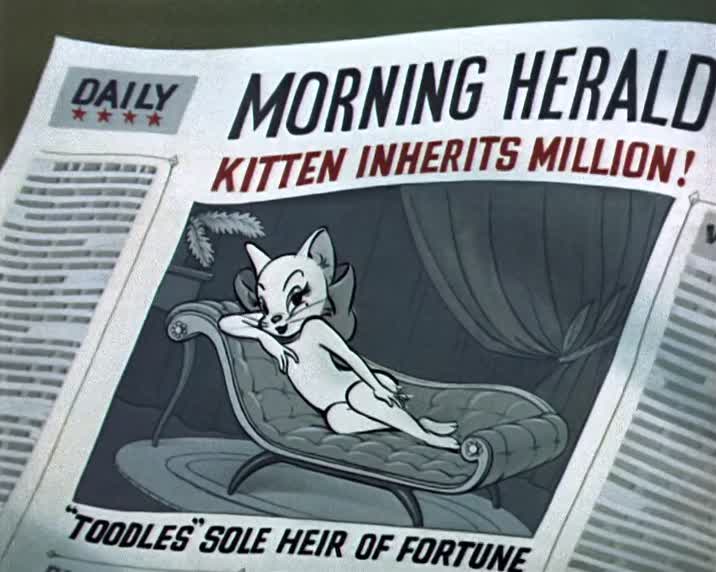 DAILY
MORNING HERALD
KITTEN INHERITS MILLION!
"TOODLES" SOLE HEIR OF FORTUNE